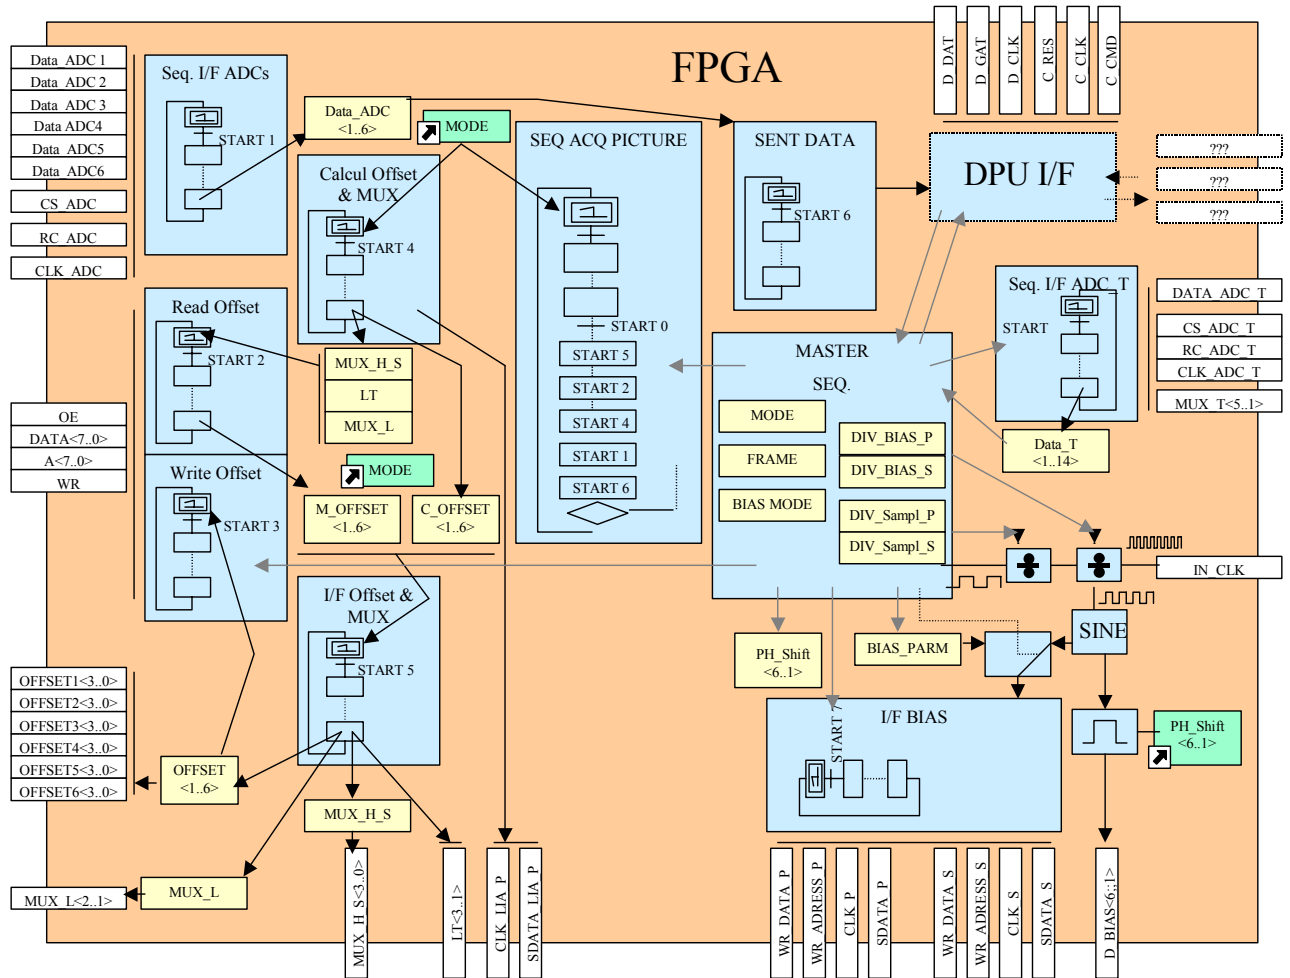 FPGA
D_DAT
D_GAT
D_CLK
C_RES
C_CLK
C_CMD
Data_ADC 1
Data_ADC 2
Data_ADC 3
Data ADC4
Data_ADC5
Data_ADC6
CS_ADC
RC_ADC
CLK_ADC
Seq. I/F ADCs
START 1
Data_ADC
<1..6>
MODE
Calcul Offset
& MUX
START 4
SEQ ACQ PICTURE
START 0
START 5
START 2
START 4
START 1
START 6
SENT DATA
START 6
DPU I/F
???
???
???
Seq. I/F ADC_T
START
DATA_ADC_T
CS_ADC_T
RC_ADC_T
CLK_ADC_T
MUX_T<5..1>
Data_T
<1..14>
Read Offset
START 2
MUX_H_S
LT
MUX_L
OE
DATA<7..0>
A<7..0>
WR
Write Offset
START 3
MODE
M_OFFSET
<1..6>
C_OFFSET
<1..6>
MASTER
SEQ.
MODE
FRAME
BIAS MODE
DIV_BIAS_P
DIV_BIAS_S
DIV_Sampl_P
DIV_Sampl_S
IN_CLK
I/F Offset &
MUX
START 5
PH_Shift
<6..1>
BIAS_PARM
SINE
I/F BIAS
START 7
PH_Shift
<6..1>
OFFSET1<3..0>
OFFSET2<3..0>
OFFSET3<3..0>
OFFSET4<3..0>
OFFSET5<3..0>
OFFSET6<3..0>
OFFSET
<1..6>
MUX_H_S
MUX_L
MUX_L<2..1>
MUX_H_S<3..0>
LT<3..1>
CLK_LIA_P
SDATA_LIA_P
WR_DATA_P
WR_ADRESS_P
CLK_P
SDATA_P
WR_DATA_S
WR_ADRESS_S
CLK_S
SDATA_S
D_BIAS<6;;1>